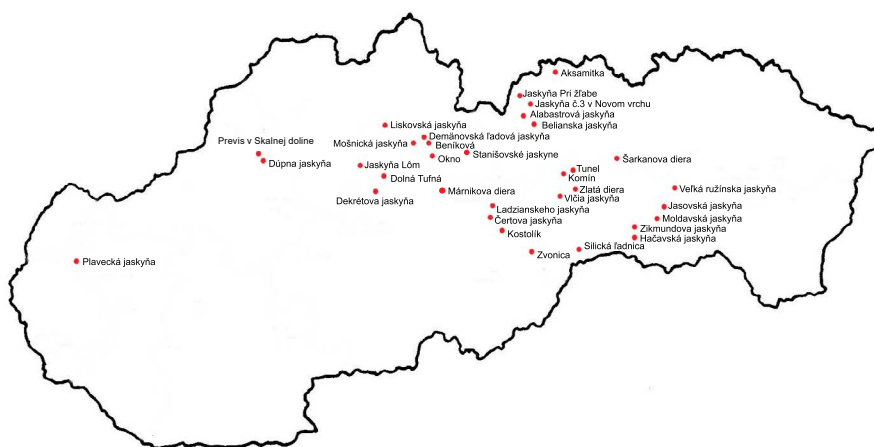 Aksamitka
Jaskyňa Pri žľabe
Jaskyňa č.3 v Novom vrchu
Alabastrová jaskyňa
Belianska jaskyňa
Liskovská jaskyňa
Demänovská ľadová jaskyňa
Mošnická jaskyňa
Beníková
Previs v Skalnej doline
Okno
Stanišovské jaskyne
Šarkanova diera
Dúpna jaskyňa
Jaskyňa Lôm
Tunel
Komín
Dolná Tufná
Dekrétova jaskyňa
Márnikova diera
Zlatá diera
Veľká ružínska jaskyňa
Vlčia jaskyňa
Ladzianskeho jaskyňa
Jasovská jaskyňa
Čertova jaskyňa
Moldavská jaskyňa
Kostolík
Zikmundova jaskyňa
Hačavská jaskyňa
Zvonica
Silická ľadnica
Plavecká jaskyňa